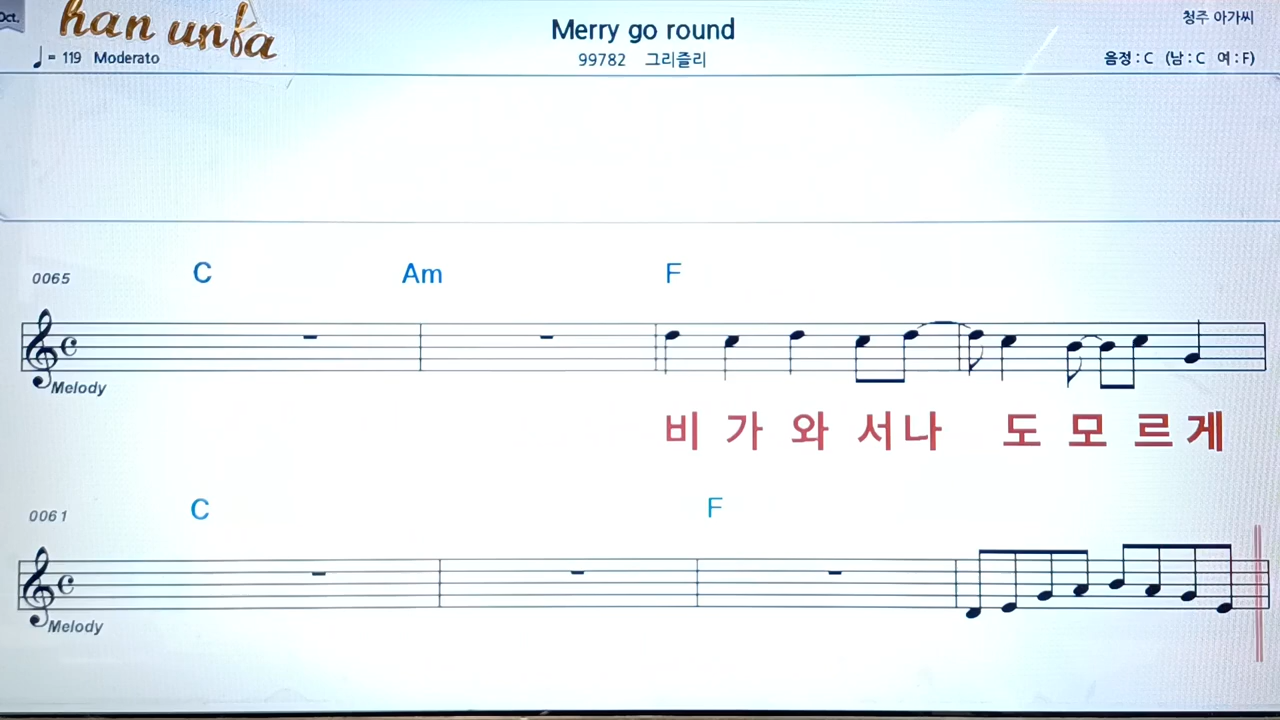 Oct.
han unfa
= 119 Moderato
Merry go round
99782 그리즐리
청주 아가씨
음정 : C (남 : C 여 : F)
0065 C Am F
Melody
비 가 와 서 나 도 모 르 게
0061 C F
Melody